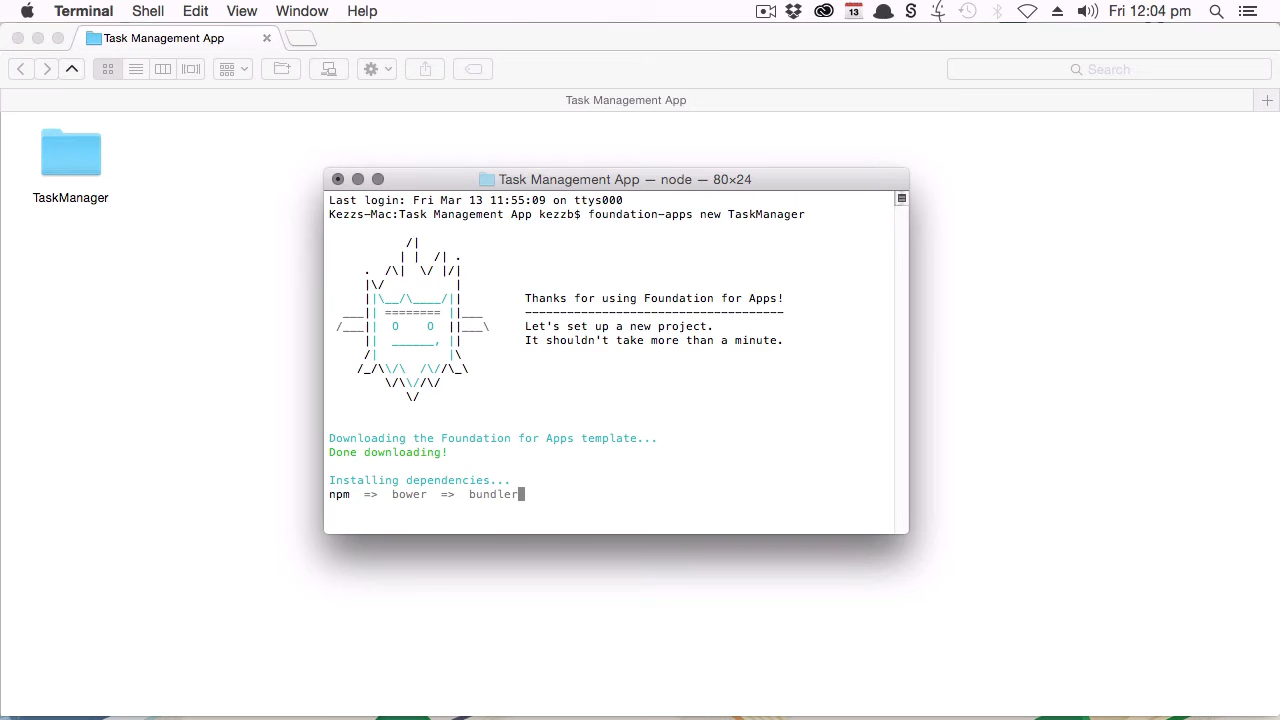 Terminal Shell Edit View Window Help 13 Fri 12:04 pm
Task Management App
Search
Task Management App
TaskManager
Task Management App — node — 80×24
Last login: Fri Mar 13 11:55:09 on ttys000
Kezzs-Mac:Task Management App kezzb$ foundation-apps new TaskManager
Thanks for using Foundation for Apps!
-------------------------------------
Let's set up a new project.
It shouldn't take more than a minute.
Downloading the Foundation for Apps template...
Done downloading!
Installing dependencies...
npm => bower => bundler